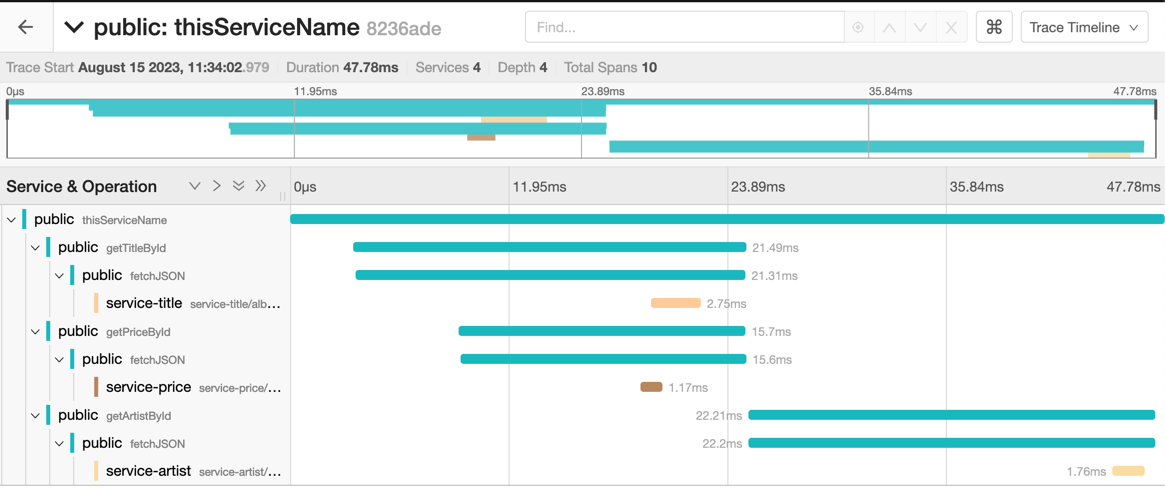 public: thisServiceName 8236ade
Find...
⌘
Trace Timeline
Trace Start August 15 2023, 11:34:02.979 Duration 47.78ms Services 4 Depth 4 Total Spans 10
0μs 11.95ms 23.89ms 35.84ms 47.78ms
Service & Operation 0μs 11.95ms 23.89ms 35.84ms 47.78ms
public thisServiceName
public getTitleById 21.49ms
public fetchJSON 21.31ms
service-title service-title/alb… 2.75ms
public getPriceById 15.7ms
public fetchJSON 15.6ms
service-price service-price/… 1.17ms
public getArtistById 22.21ms
public fetchJSON 22.2ms
service-artist service-artist/… 1.76ms